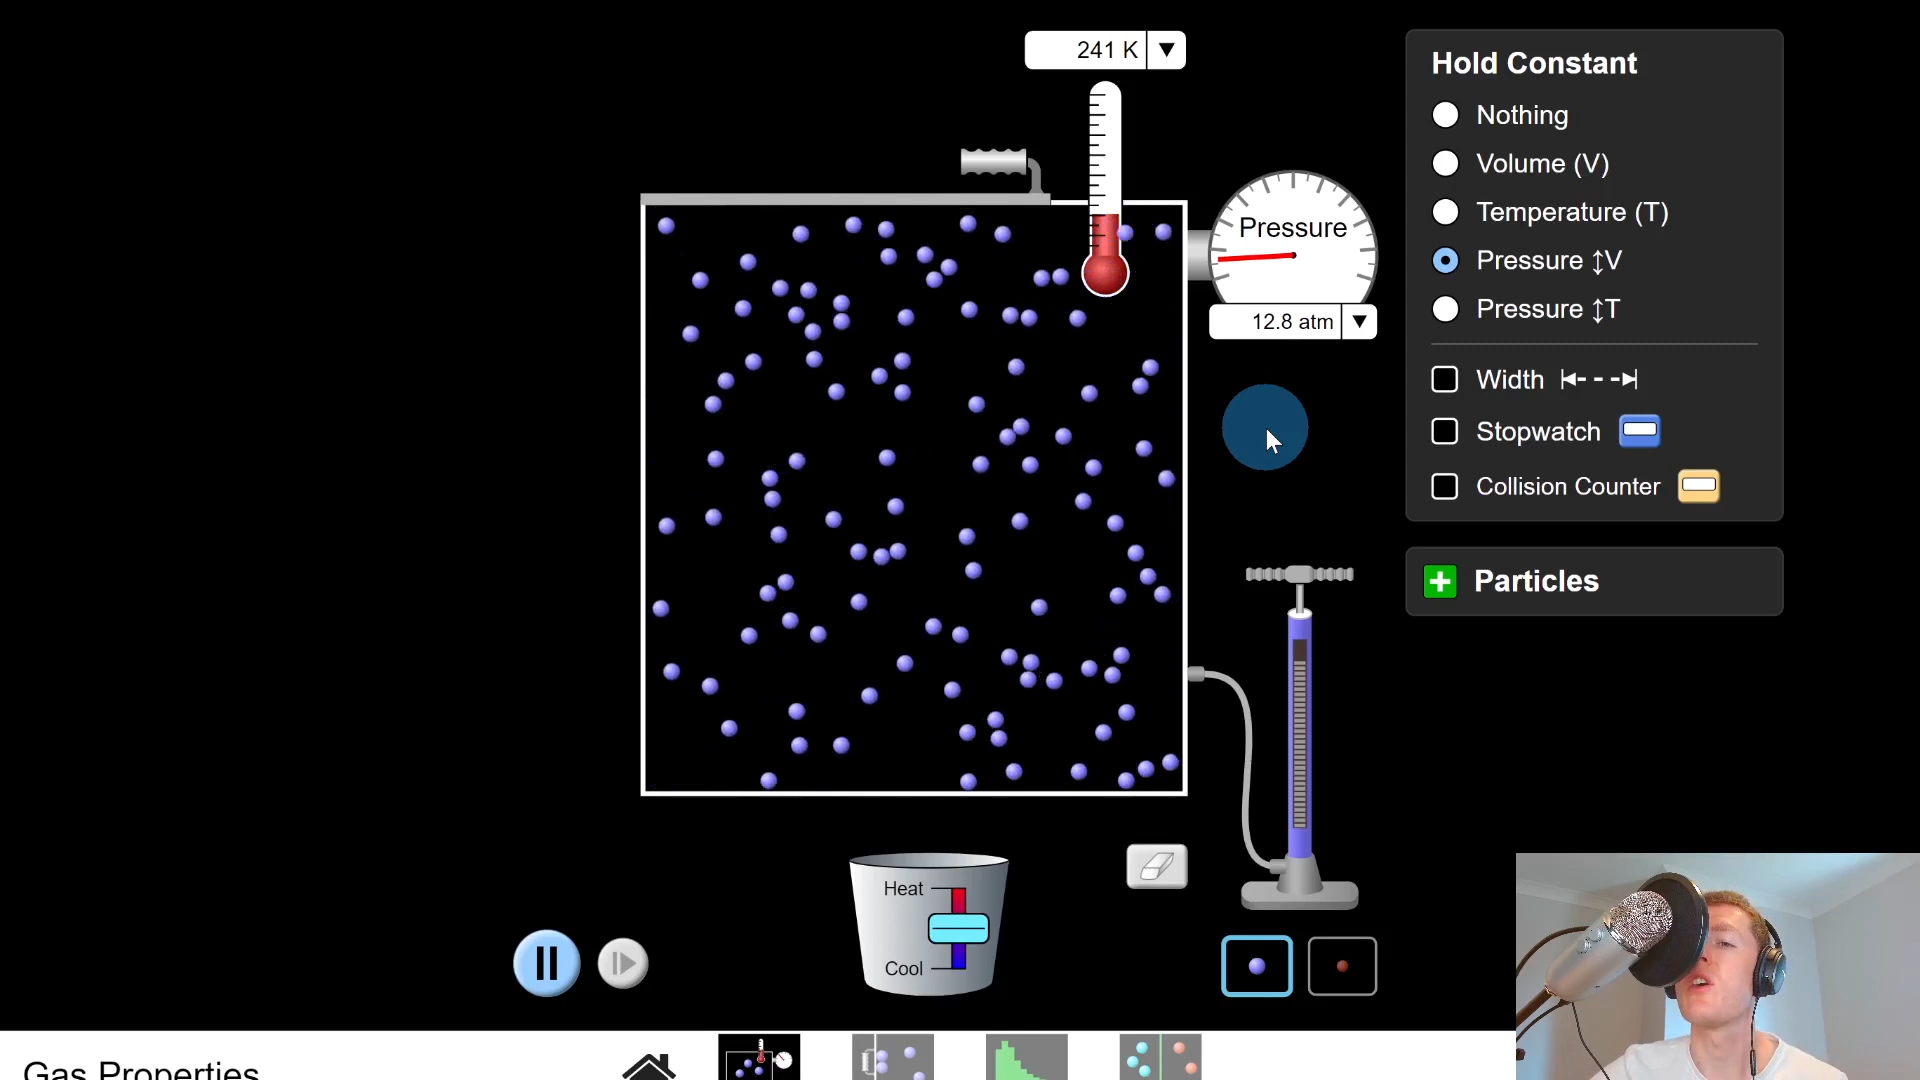 241 K
Pressure
12.8 atm
Hold Constant
Nothing
Volume (V)
Temperature (T)
Pressure ↕V
Pressure ↕T
Width
Stopwatch
Collision Counter
Particles
Heat
Cool
Gas Properties